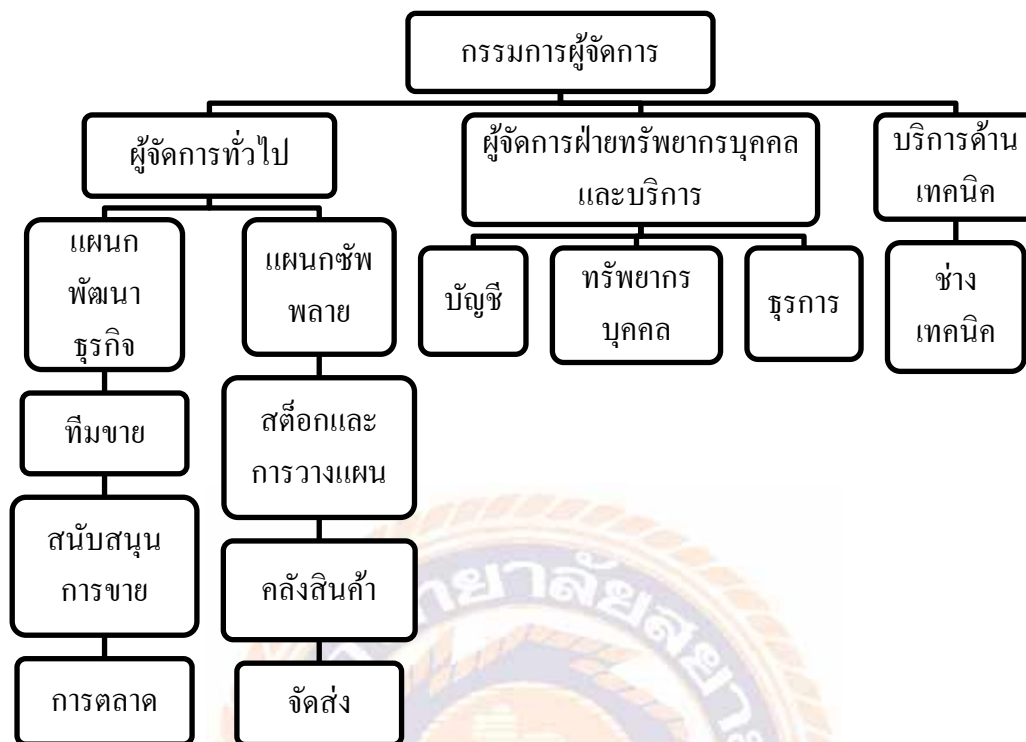 กรรมการผู้จัดการ
ผู้จัดการทั่วไป
ผู้จัดการฝ่ายทรัพยากรบุคคล
และบริการ
บริการด้าน
เทคนิค
แผนก
พัฒนา
ธุรกิจ
แผนกซัพ
พลาย
บัญชี
ทรัพยากร
บุคคล
ธุรการ
ช่าง
เทคนิค
ทีมขาย
สต็อกและ
การวางแผน
สนับสนุน
การขาย
คลังสินค้า
การตลาด
จัดส่ง